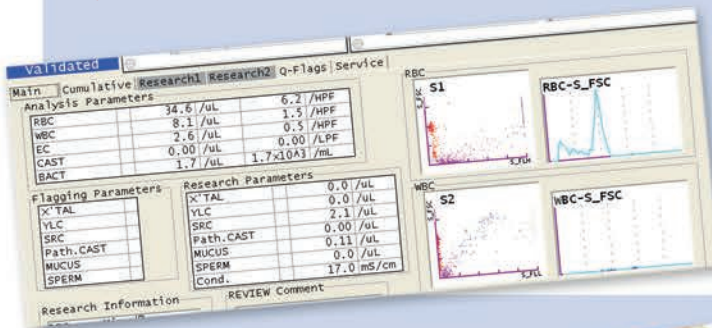 Validated
Main Cumulative Research1 Research2 Q-Flags Service
Analysis Parameters
RBC 34.6 /uL 6.2 /HPF
WBC 8.1 /uL 1.5 /HPF
EC 2.6 /uL 0.5 /HPF
CAST 0.00 /uL 0.00 /LPF
BACT 1.7 /uL 1.7×10^3 /mL
Flagging Parameters
X'TAL
YLC
SRC
Path.CAST
MUCUS
SPERM
Research Parameters
X'TAL 0.0 /uL
YLC 0.0 /uL
SRC 2.1 /uL
Path.CAST 0.00 /uL
MUCUS 0.11 /uL
SPERM 0.0 /uL
Cond. 17.0 mS/cm
Research Information
REVIEW Comment
RBC
S1
S_FSC
S_FLH
RBC-S_FSC
WBC
S2
S_FSC
S_FLH
WBC-S_FSC